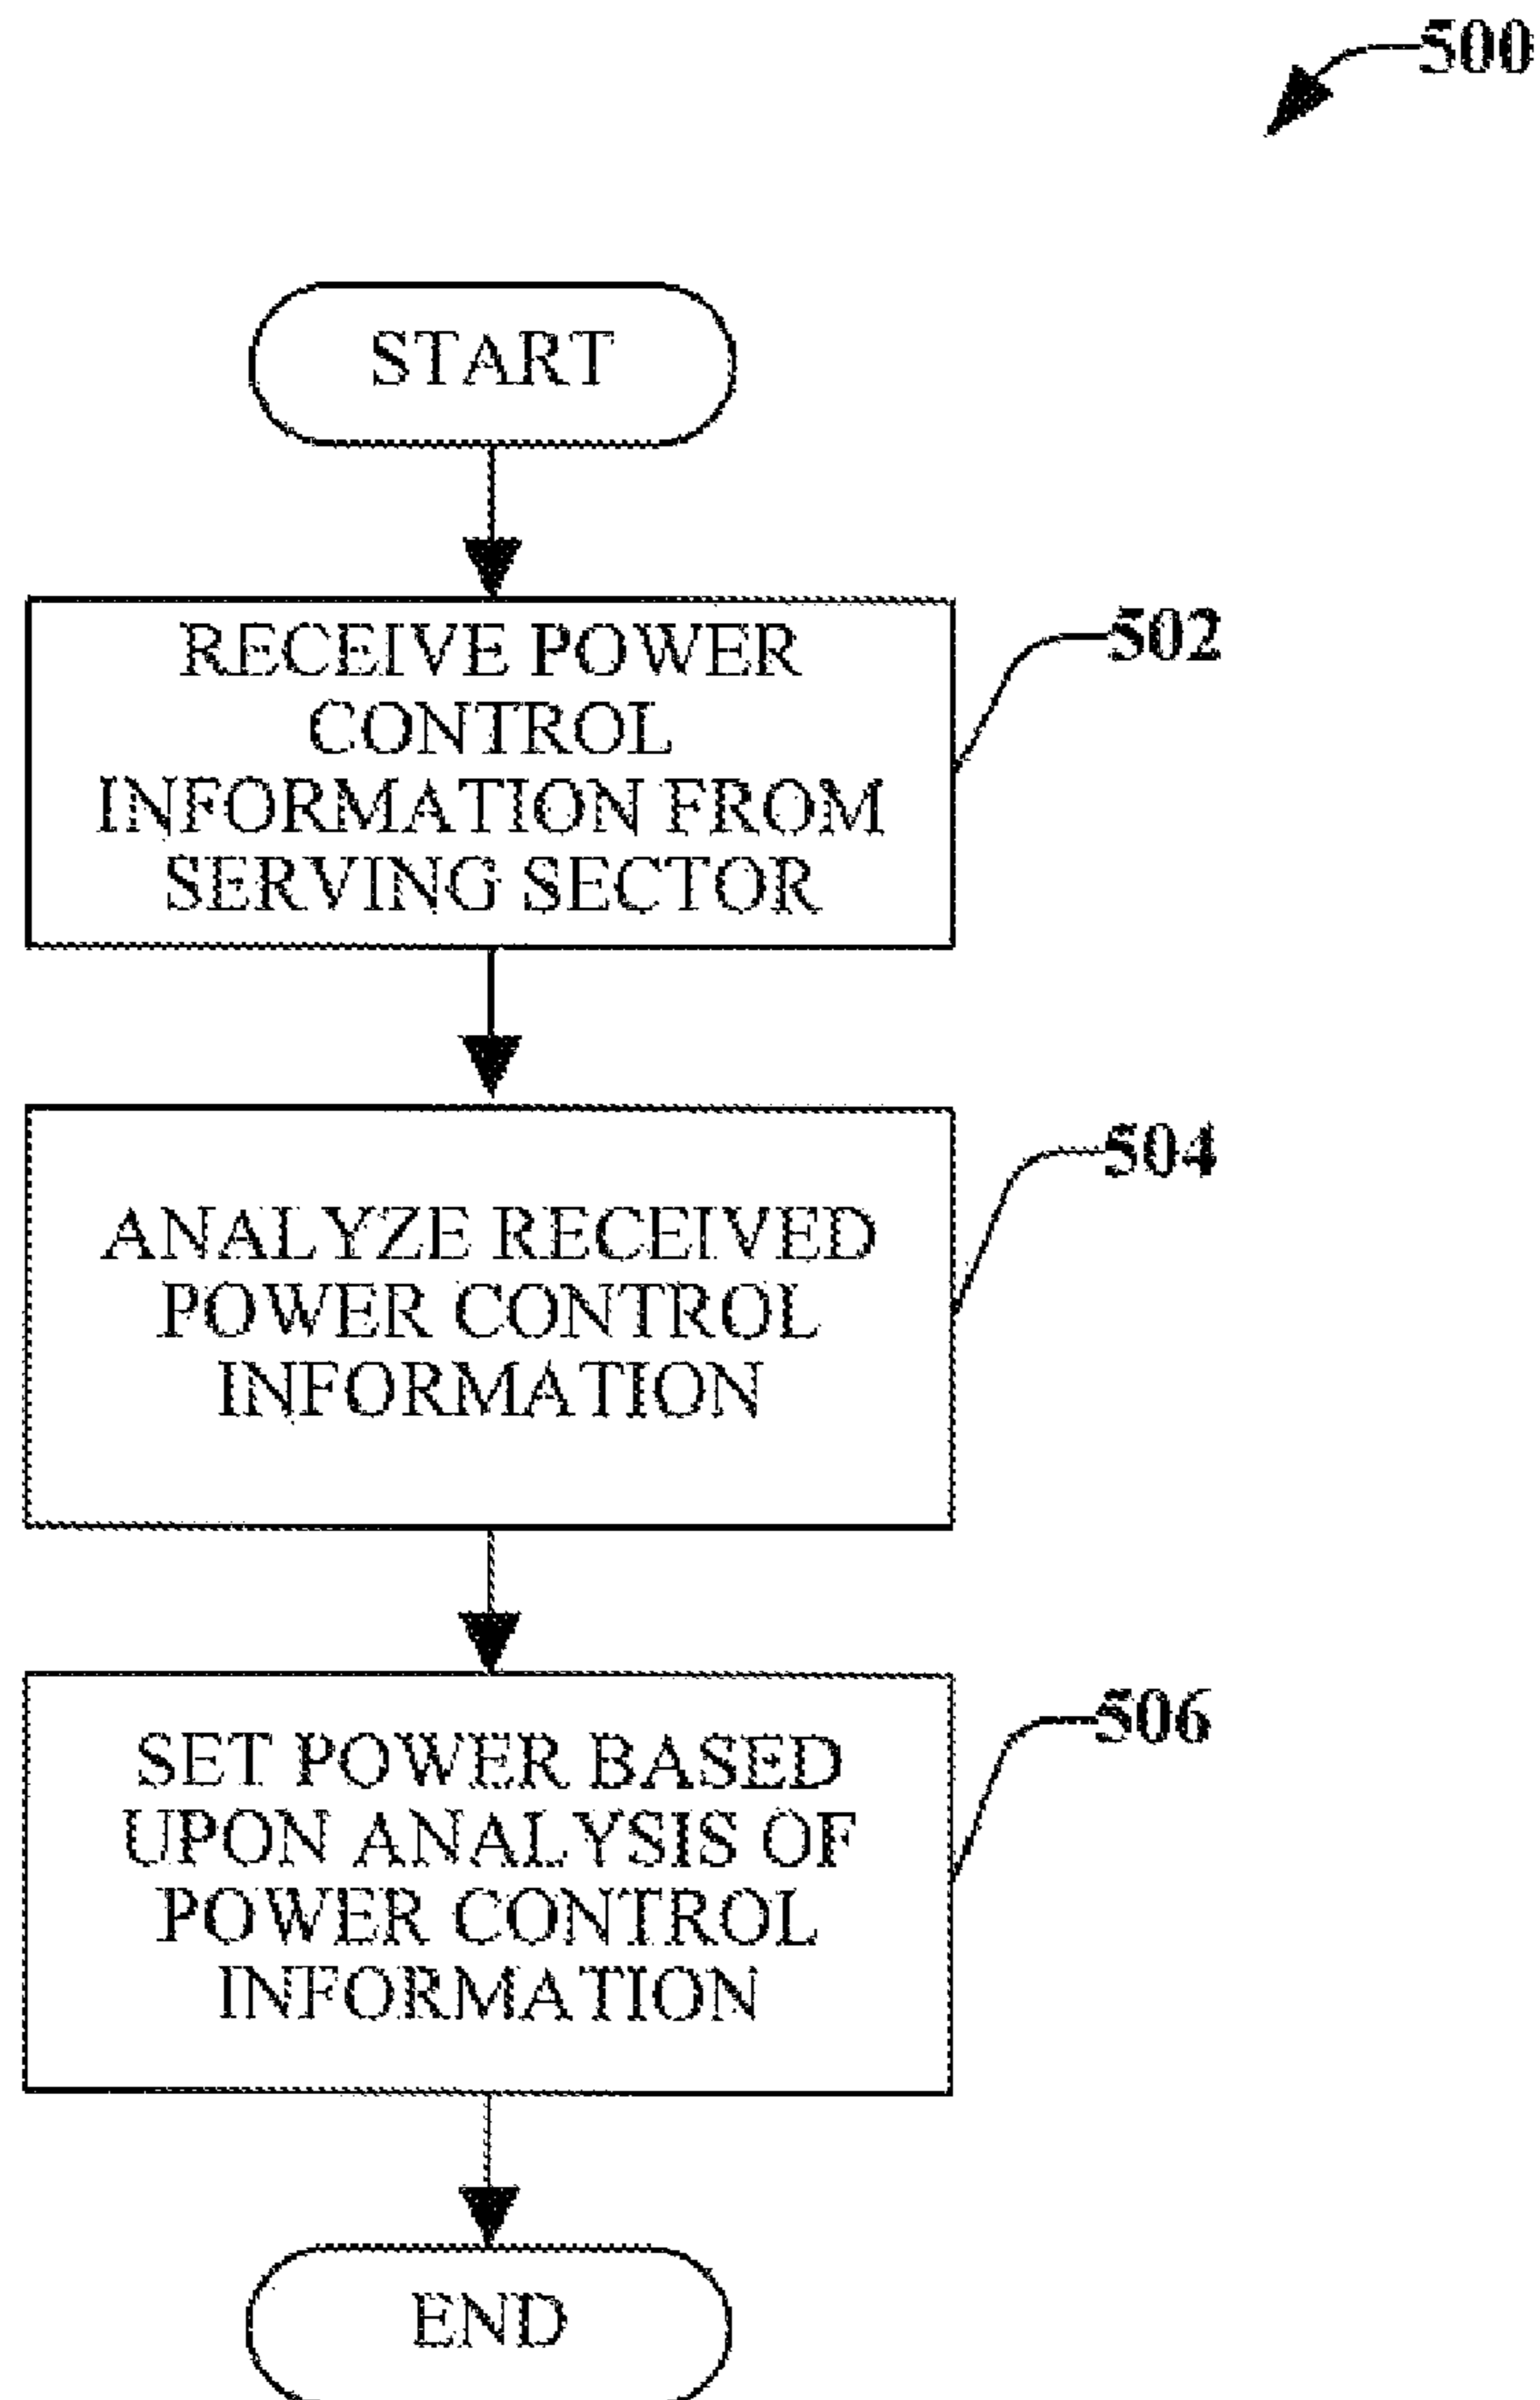 500
START
RECEIVE POWER
CONTROL
INFORMATION FROM
SERVING SECTOR
502
ANALYZE RECEIVED
POWER CONTROL
INFORMATION
504
SET POWER BASED
UPON ANALYSIS OF
POWER CONTROL
INFORMATION
506
END